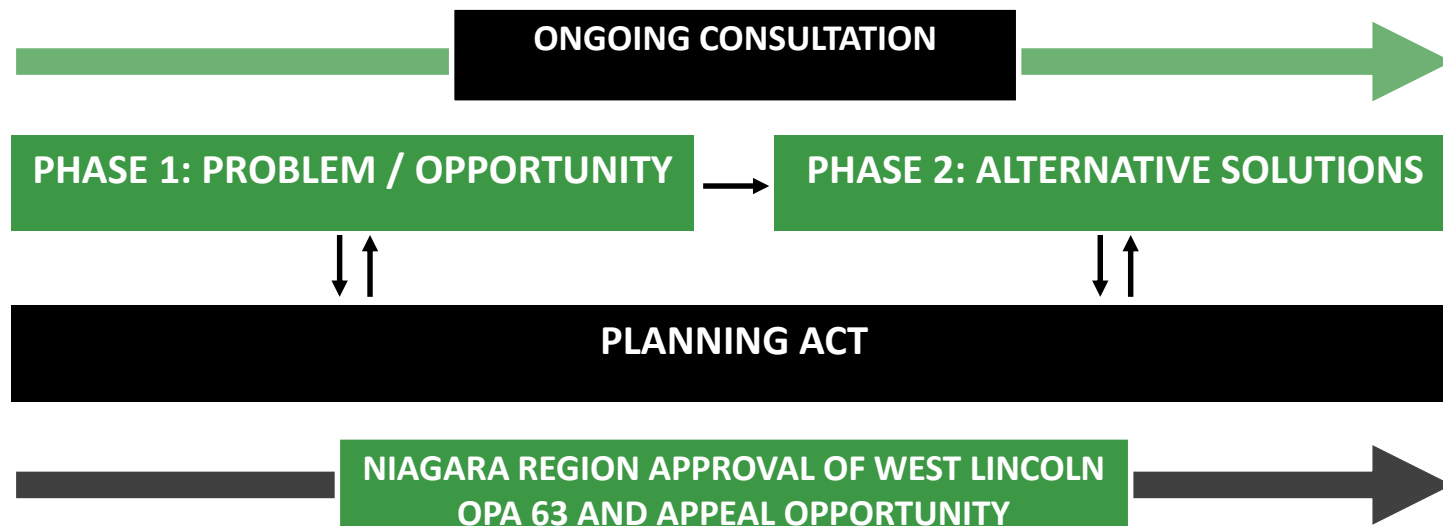 ONGOING CONSULTATION
PHASE 1: PROBLEM / OPPORTUNITY
PHASE 2: ALTERNATIVE SOLUTIONS
PLANNING ACT
NIAGARA REGION APPROVAL OF WEST LINCOLN
OPA 63 AND APPEAL OPPORTUNITY